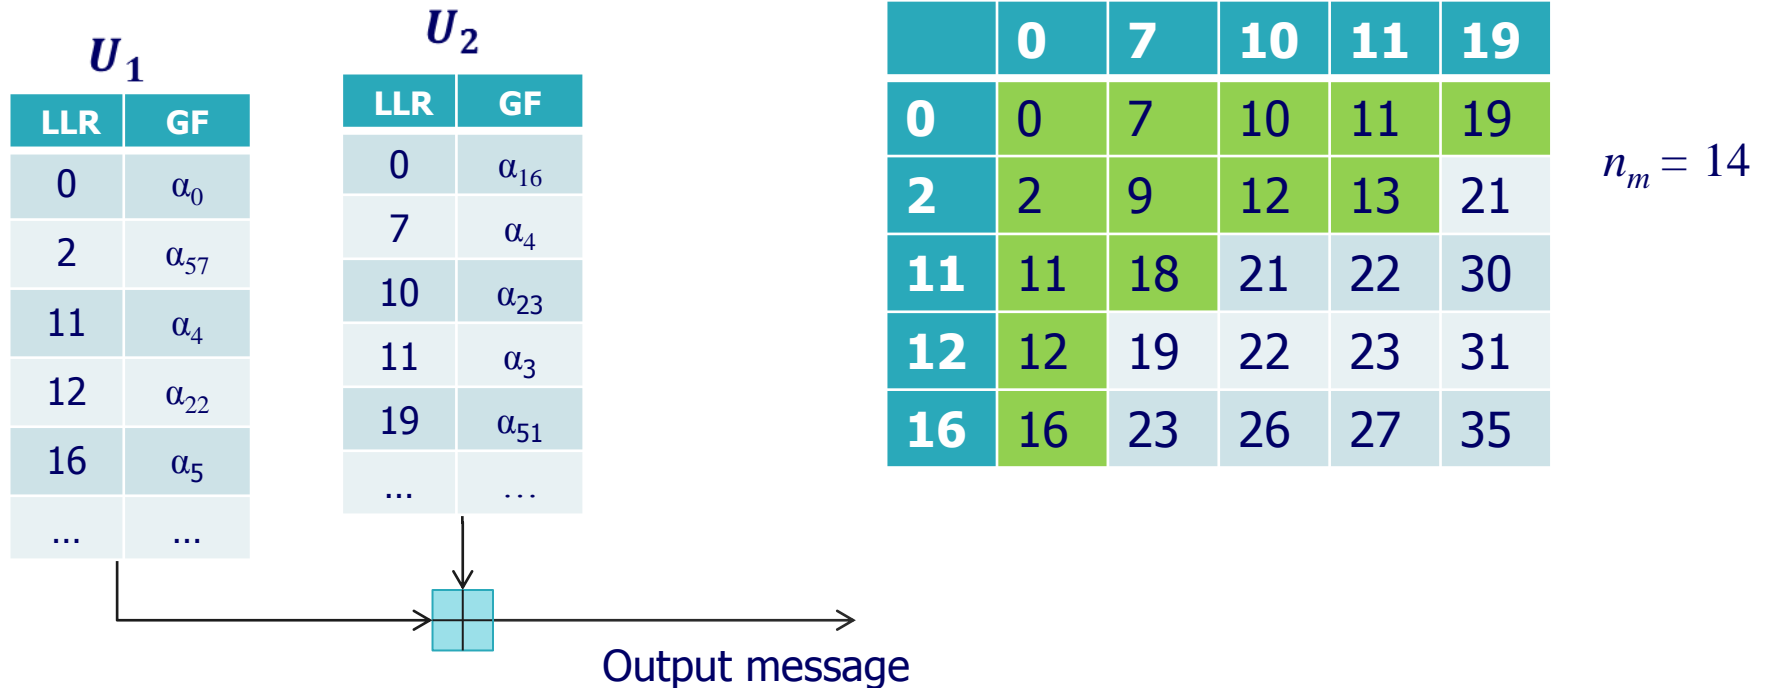 U₁
LLR GF
0 α₀
2 α₅₇
11 α₄
12 α₂₂
16 α₅
... ...
U₂
LLR GF
0 α₁₆
7 α₄
10 α₂₃
11 α₃
19 α₅₁
... ...
Output message
0 7 10 11 19
0 0 7 10 11 19
2 2 9 12 13 21
11 11 18 21 22 30
12 12 19 22 23 31
16 16 23 26 27 35
nₘ = 14